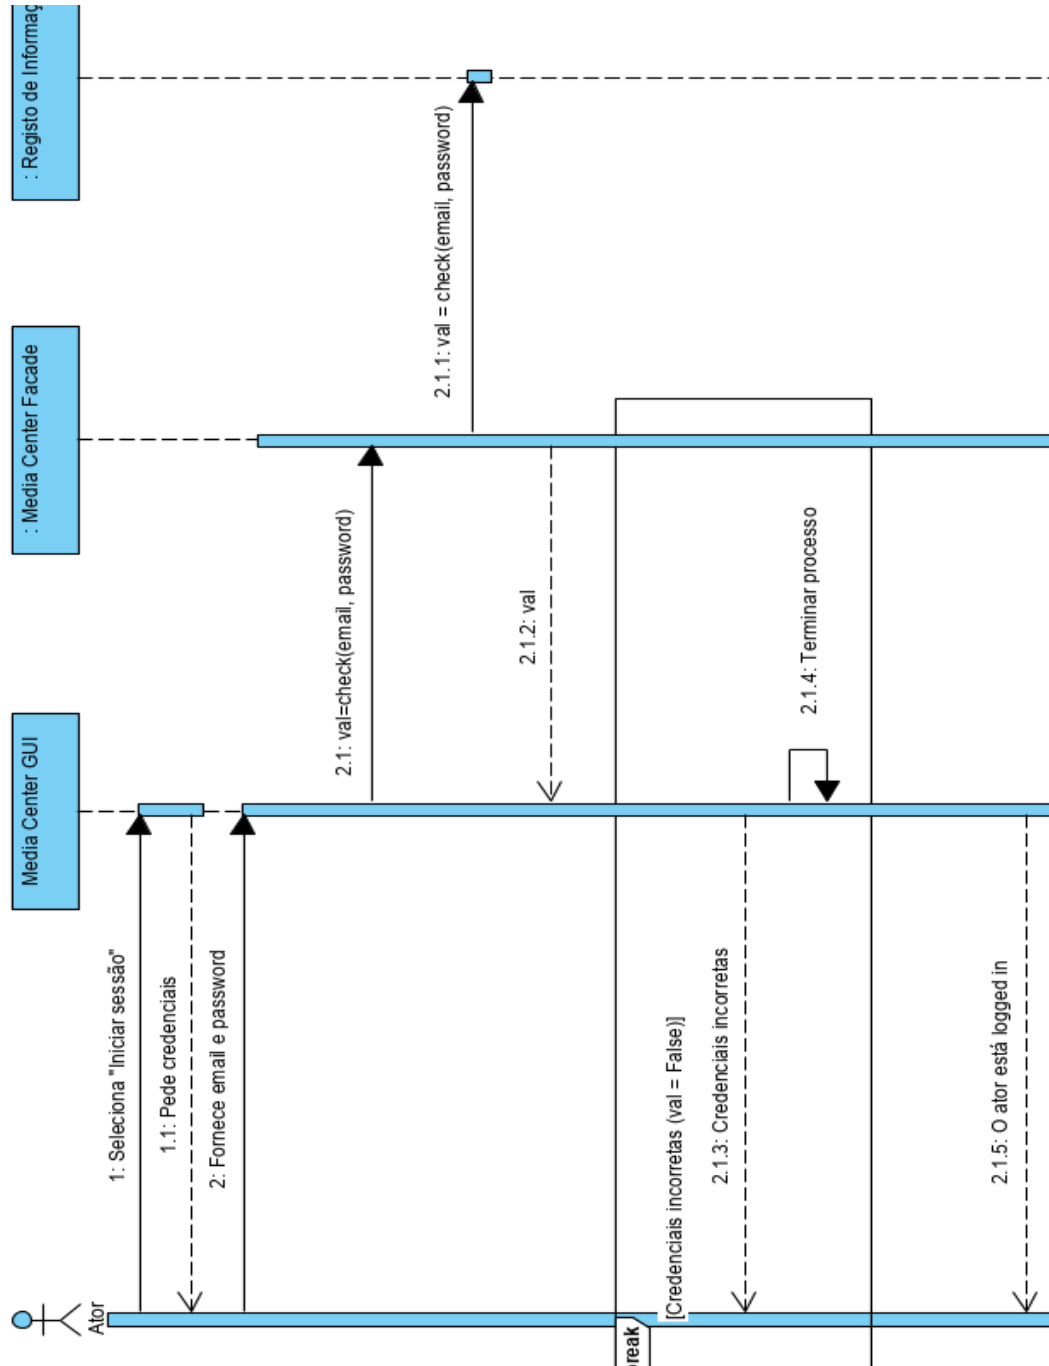 Ator
Media Center GUI
: Media Center Facade
: Registo de
1: Seleciona "Iniciar sessão"
1.1: Pede credenciais
2: Fornece email e password
2.1: val=check(email, password)
2.1.1: val = check(email, password)
2.1.2: val
[Credenciais incorretas (val = False)]
2.1.3: Credenciais incorretas
2.1.4: Terminar processo
2.1.5: O ator está logged in